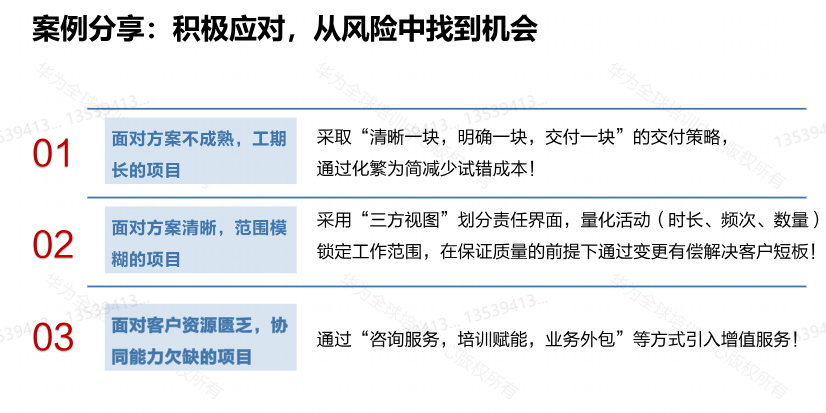 案例分享：积极应对，从风险中找到机会
01
面对方案不成熟，工期
长的项目
采取“清晰一块，明确一块，交付一块”的交付策略，
通过化繁为简减少试错成本！
02
面对方案清晰，范围模
糊的项目
采用“三方视图”划分责任界面，量化活动（时长、频次、数量）
锁定工作范围，在保证质量的前提下通过变更有偿解决客户短板！
03
面对客户资源匮乏，协
同能力欠缺的项目
通过“咨询服务，培训赋能，业务外包”等方式引入增值服务！